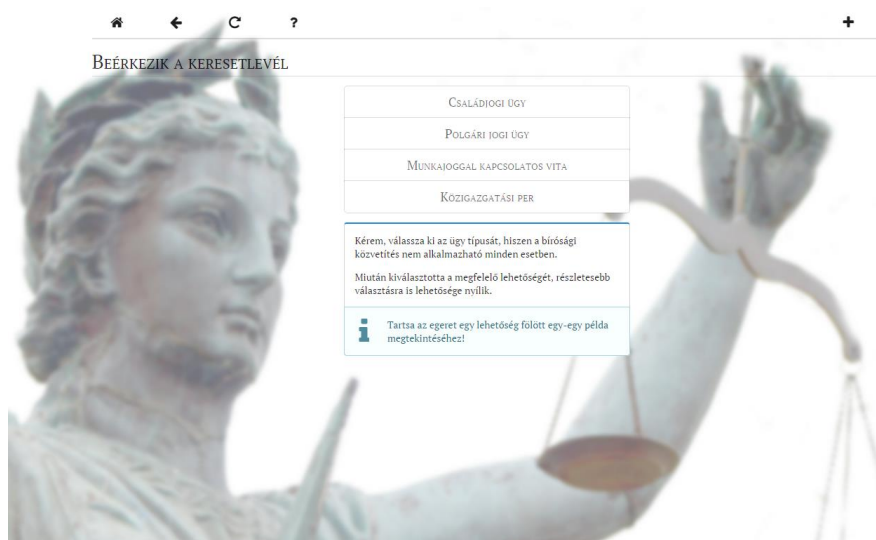 ?
Beérkezik a keresetlevél
Családjogi ügy
Polgári jogi ügy
Munkajoggal kapcsolatos vita
Közigazgatási per
Kérem, válassza ki az ügy típusát, hiszen a bírósági
közvetítés nem alkalmazható minden esetben.
Miután kiválasztotta a megfelelő lehetőségét, részletesebb
választásra is lehetősége nyílik.
Tartsa az egeret egy lehetőség fölött egy-egy példa
megtekintéséhez!